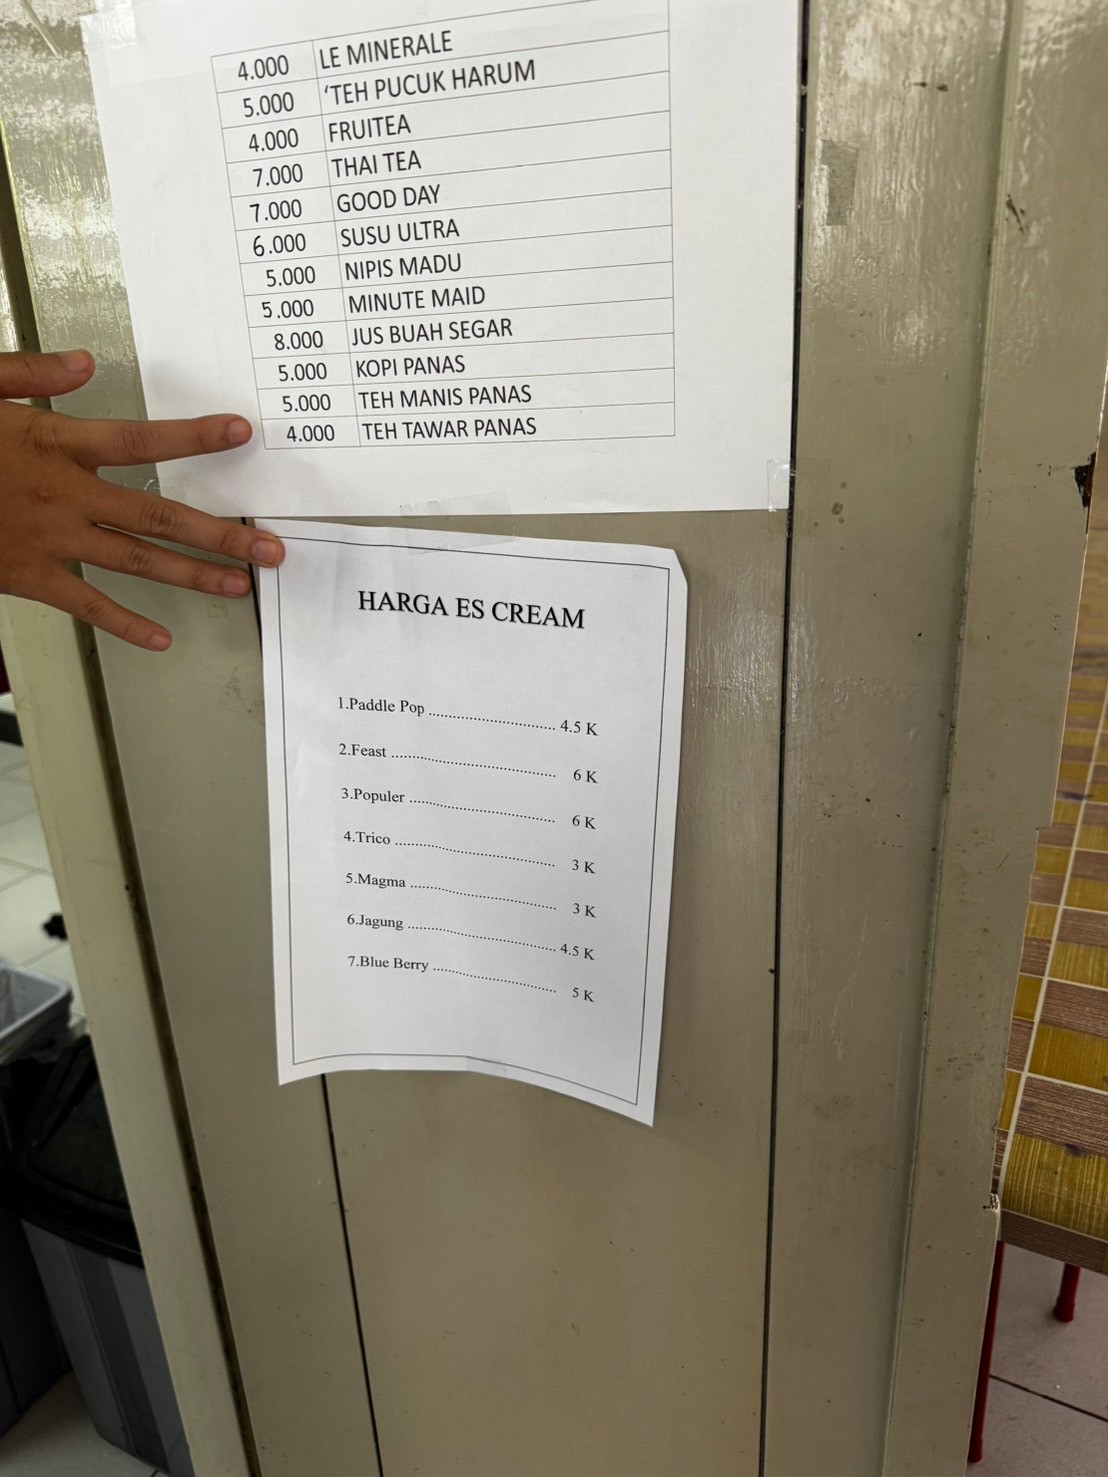 4.000 LE MINERALE
5.000 ‘TEH PUCUK HARUM
4.000 FRUITEA
7.000 THAI TEA
7.000 GOOD DAY
6.000 SUSU ULTRA
5.000 NIPIS MADU
5.000 MINUTE MAID
8.000 JUS BUAH SEGAR
5.000 KOPI PANAS
5.000 TEH MANIS PANAS
4.000 TEH TAWAR PANAS
HARGA ES CREAM
1.Paddle Pop ................................ 4.5 K
2.Feast .......................................... 6 K
3.Populer ..................................... 6 K
4.Trico ......................................... 3 K
5.Magma ..................................... 3 K
6.Jagung ...................................... 4.5 K
7.Blue Berry ................................ 5 K